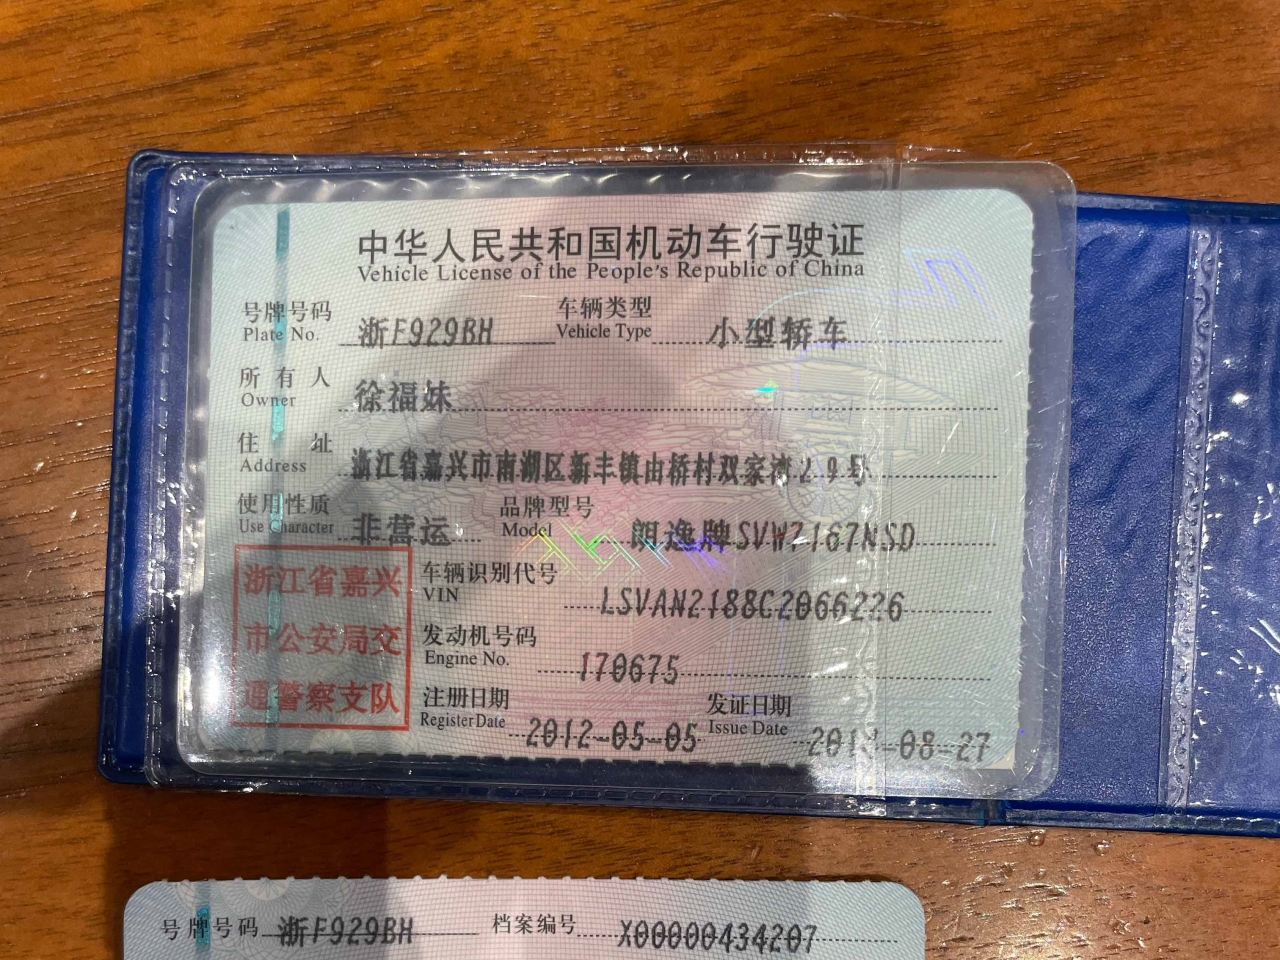 中华人民共和国机动车行驶证
Vehicle License of the People's Republic of China
号牌号码 浙F929BH 车辆类型 小型轿车
Plate No. Vehicle Type
所有人 徐福妹
Owner
住址 浙江省嘉兴市南湖区新丰镇由桥村双家湾29号
Address
使用性质 非营运 品牌型号 朗逸牌SVW7167NSD
Use Character Model
浙江省嘉兴
市公安局交
通警察支队
车辆识别代号 LSVAN2188C2066226
VIN
发动机号码 170675
Engine No.
注册日期 2012-05-05 发证日期
Register Date Issue Date
号牌号码 浙F929BH 档案编号 X00000434207